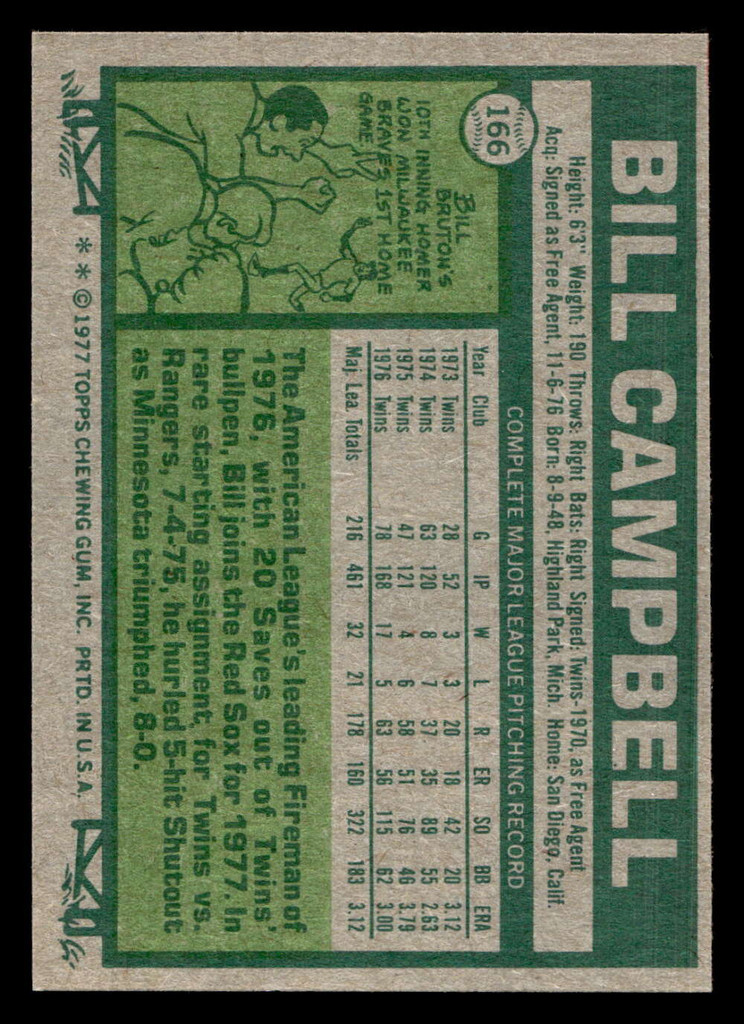 BILL CAMPBELL
166
Height: 6'3" Weight: 190 Throws: Right Bats: Right Signed: Twins-1970, as Free Agent
Acq: Signed as Free Agent, 11-6-76 Born: 8-9-48, Highland Park, Mich. Home: San Diego, Calif.
COMPLETE MAJOR LEAGUE PITCHING RECORD
Year Club G IP W L R ER SO BB ERA
1973 Twins 28 52 3 3 20 18 42 20 3.12
1974 Twins 63 120 8 7 37 35 89 55 2.63
1975 Twins 47 121 4 6 58 51 76 46 3.79
1976 Twins 78 168 17 5 63 56 115 62 3.00
Maj. Lea. Totals 216 461 32 21 178 160 322 183 3.12
BILL
BRUTON'S
10TH INNING HOMER
WON MILWAUKEE
BRAVES 1ST HOME
GAME
The American League's leading Fireman of
1976, with 20 Saves out of Twins'
bullpen, Bill joins the Red Sox for 1977. In
rare starting assignment, for Twins vs.
Rangers, 7-4-75, he hurled 5-hit Shutout
as Minnesota triumphed, 8-0.
* * © 1977 TOPPS CHEWING GUM, INC. PRTD. IN U.S.A.